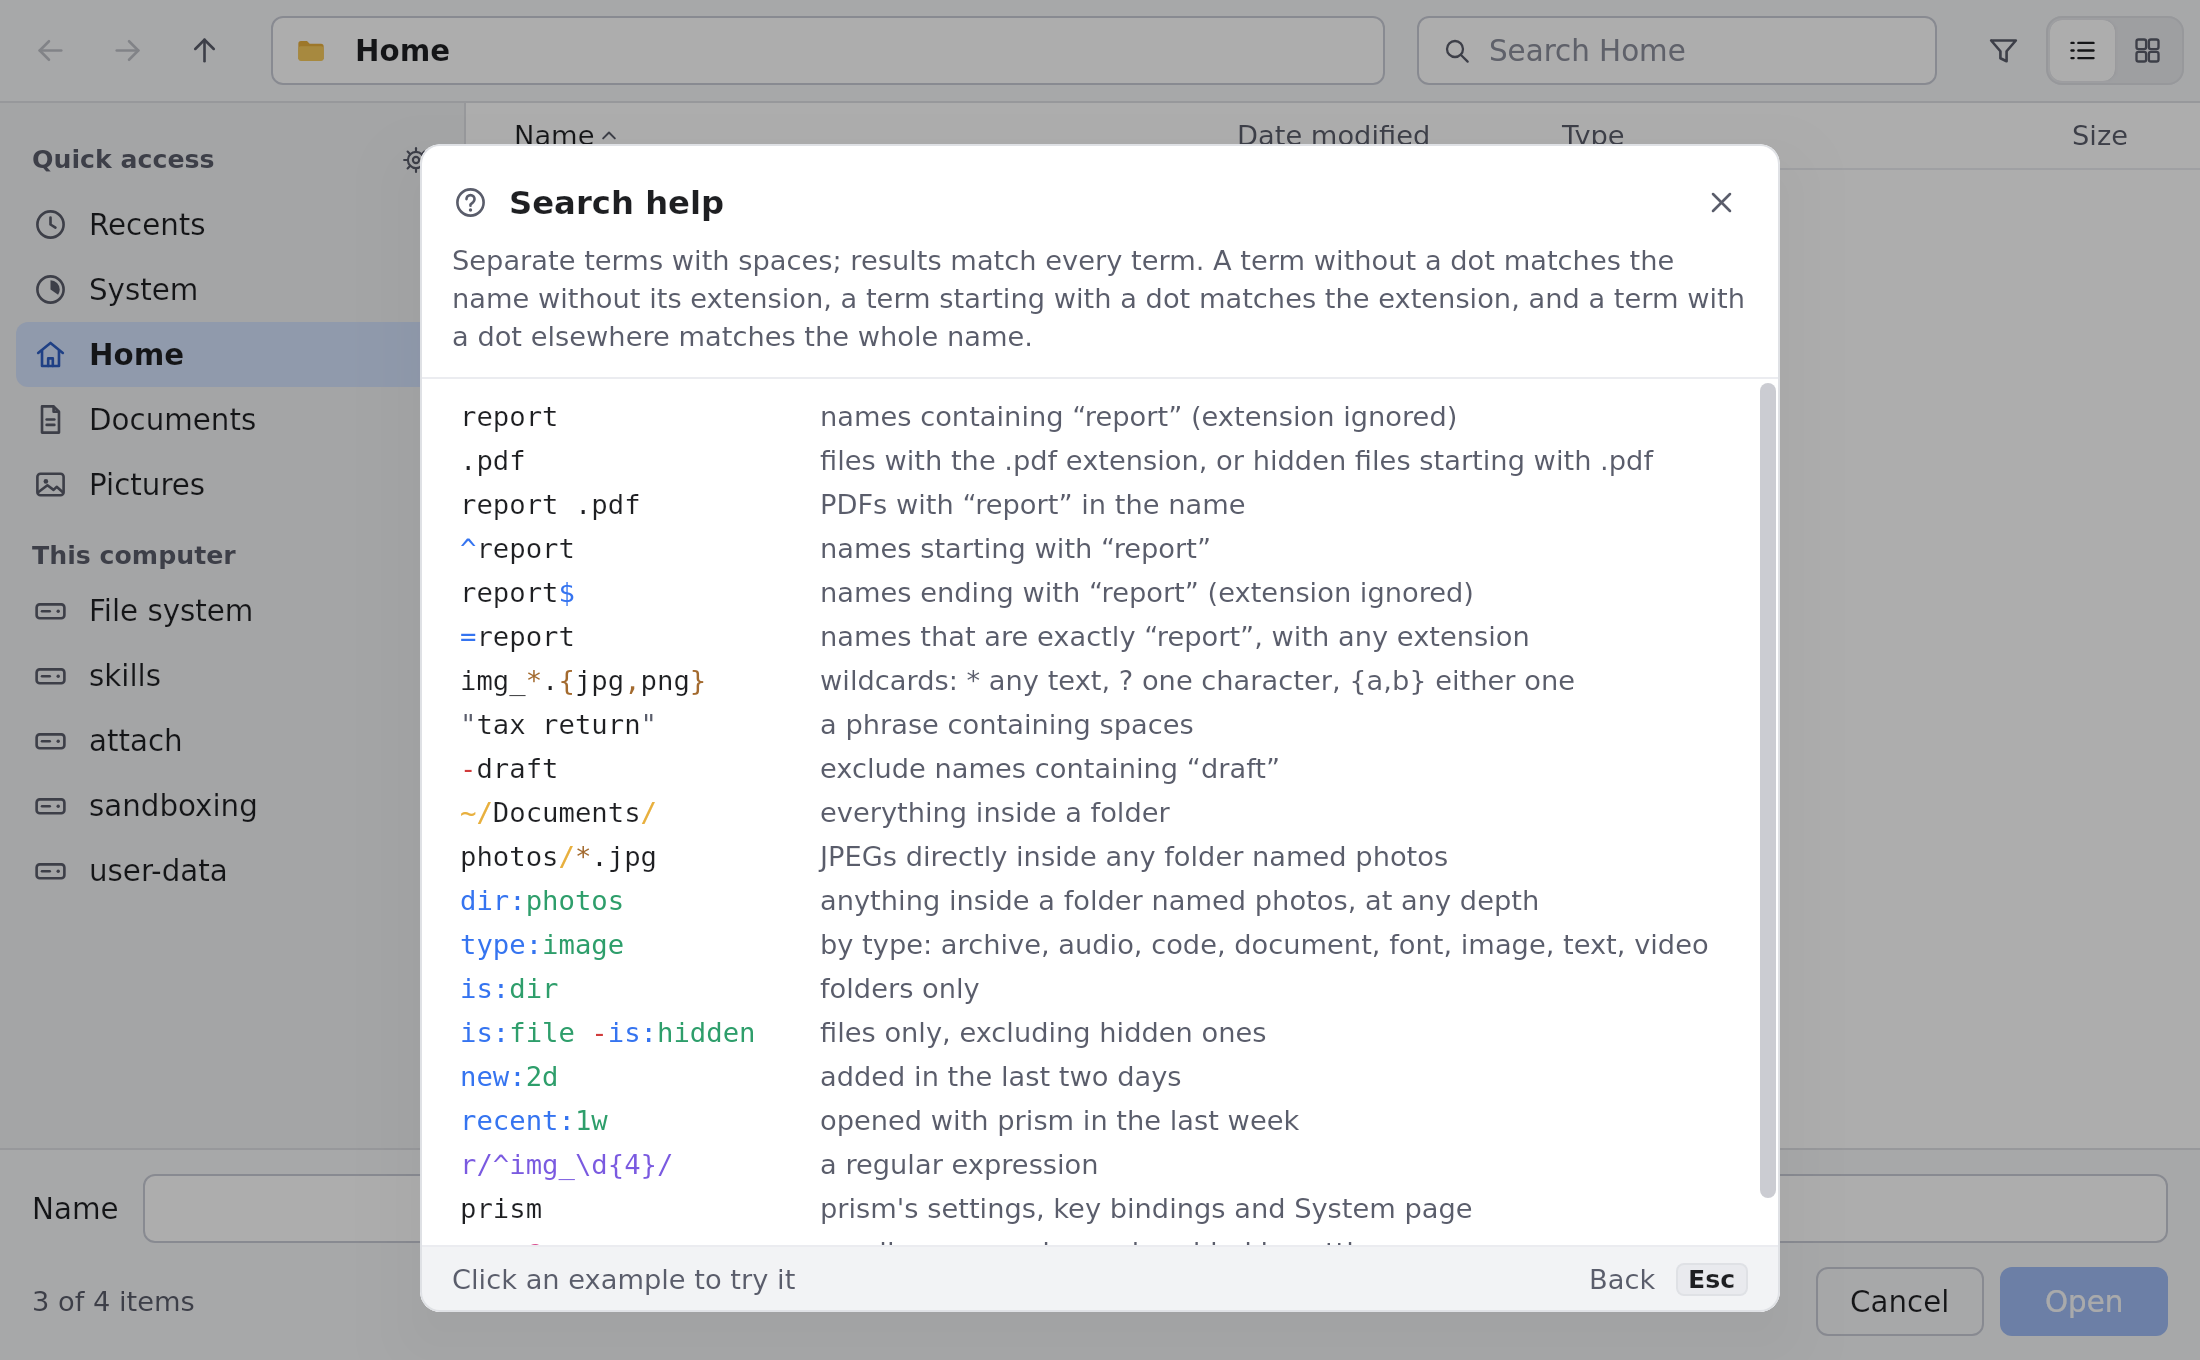 Home
Search Home
Name
Date modified
Type
Size
Quick access
Recents
System
Home
Documents
Pictures
This computer
File system
skills
attach
sandboxing
user-data
Search help
Separate terms with spaces; results match every term. A term without a dot matches the
name without its extension, a term starting with a dot matches the extension, and a term with
a dot elsewhere matches the whole name.
report names containing “report” (extension ignored)
.pdf files with the .pdf extension, or hidden files starting with .pdf
report .pdf PDFs with “report” in the name
^report names starting with “report”
report$ names ending with “report” (extension ignored)
=report names that are exactly “report”, with any extension
img_*.{jpg,png} wildcards: * any text, ? one character, {a,b} either one
"tax return" a phrase containing spaces
-draft exclude names containing “draft”
~/Documents/ everything inside a folder
photos/*.jpg JPEGs directly inside any folder named photos
dir:photos anything inside a folder named photos, at any depth
type:image by type: archive, audio, code, document, font, image, text, video
is:dir folders only
is:file -is:hidden files only, excluding hidden ones
new:2d added in the last two days
recent:1w opened with prism in the last week
r/^img_\d{4}/ a regular expression
prism prism's settings, key bindings and System page
Click an example to try it
Back Esc
Name
3 of 4 items
Cancel
Open